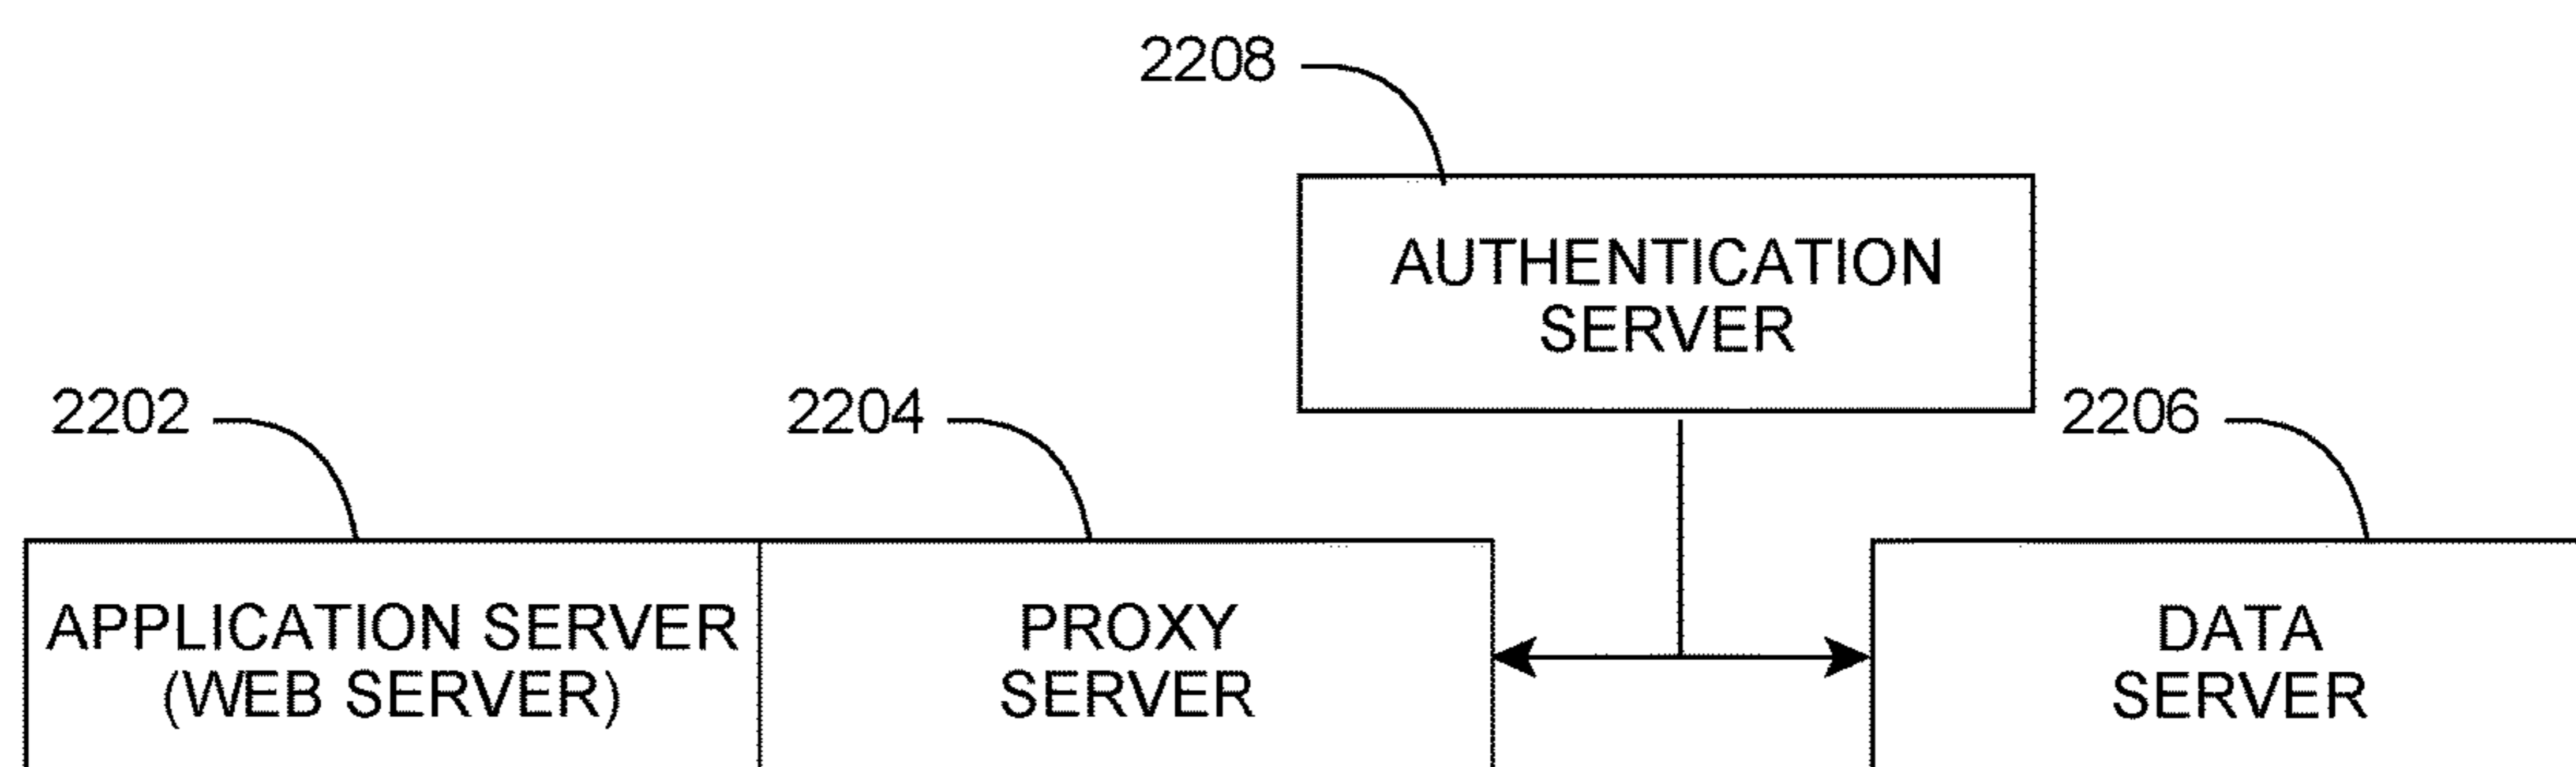 2208
AUTHENTICATION
SERVER
2202
2204
2206
APPLICATION SERVER
(WEB SERVER)
PROXY
SERVER
DATA
SERVER